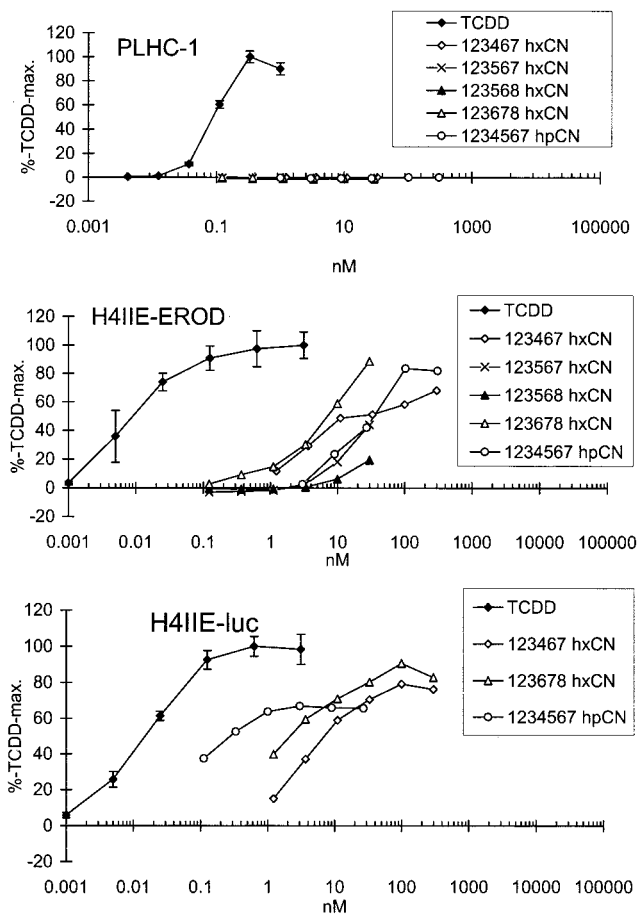 PLHC-1
TCDD
123467 hxCN
123567 hxCN
123568 hxCN
123678 hxCN
1234567 hpCN
%-TCDD-max.
120
100
80
60
40
20
0
-20
0.001 0.1 10 1000 100000
nM
H4IIE-EROD
TCDD
123467 hxCN
123567 hxCN
123568 hxCN
123678 hxCN
1234567 hpCN
%-TCDD-max.
120
100
80
60
40
20
0
-20
0.001 0.01 0.1 1 10 100 1000 10000 100000
nM
H4IIE-luc
TCDD
123467 hxCN
123678 hxCN
1234567 hpCN
%-TCDD-max.
120
100
80
60
40
20
0
-20
0.001 0.01 0.1 1 10 100 1000 10000 100000
nM